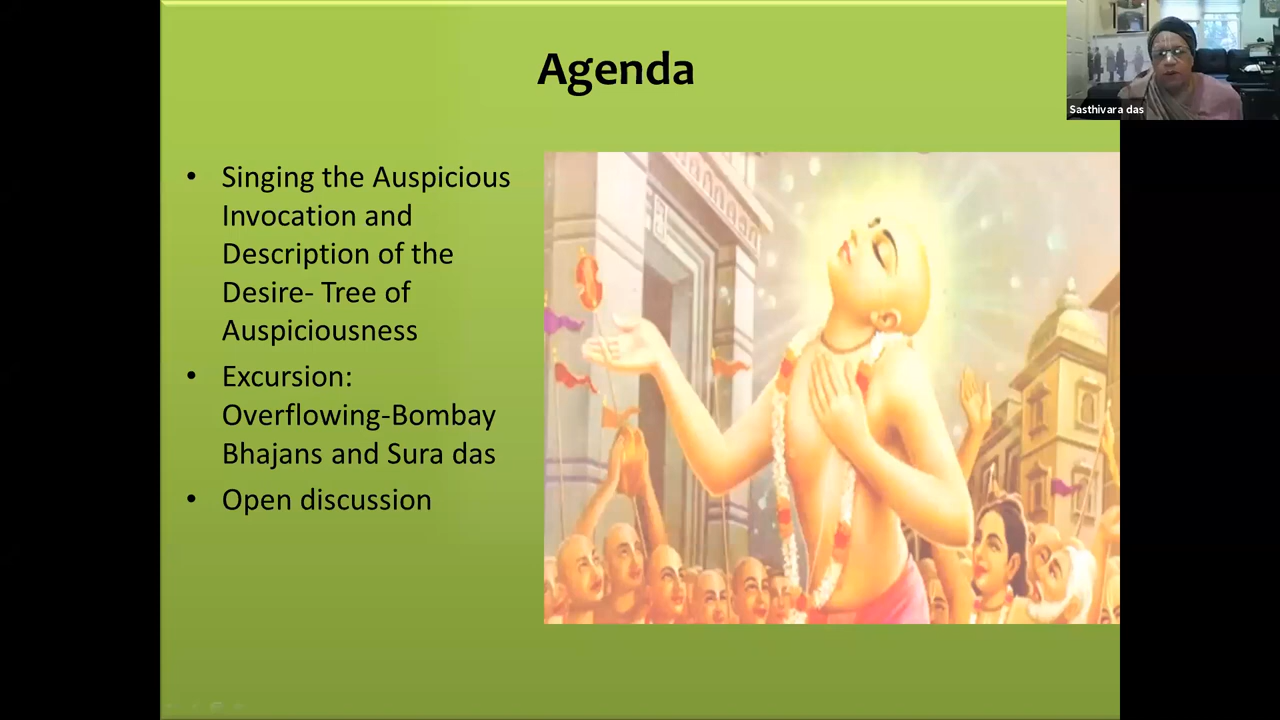 Agenda
Sasthivara das
• Singing the Auspicious
Invocation and
Description of the
Desire- Tree of
Auspiciousness
• Excursion:
Overflowing-Bombay
Bhajans and Sura das
• Open discussion